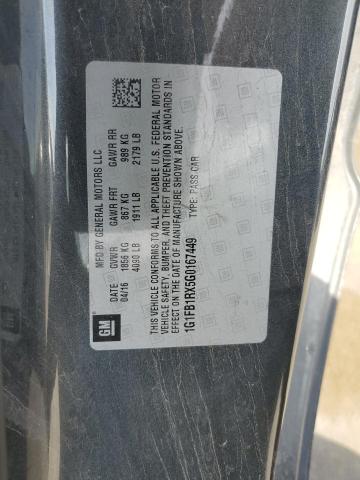 GM
MFD BY GENERAL MOTORS LLC
04/16 GVWR GAWR FRT GAWR RR
1856 KG 867 KG 989 KG
4090 LB 1911 LB 2179 LB
THIS VEHICLE CONFORMS TO ALL APPLICABLE U.S. FEDERAL MOTOR
VEHICLE SAFETY, BUMPER, AND THEFT PREVENTION STANDARDS IN
EFFECT ON THE DATE OF MANUFACTURE SHOWN ABOVE.
1G1FB1RX5G0167449 TYPE: PASS CAR